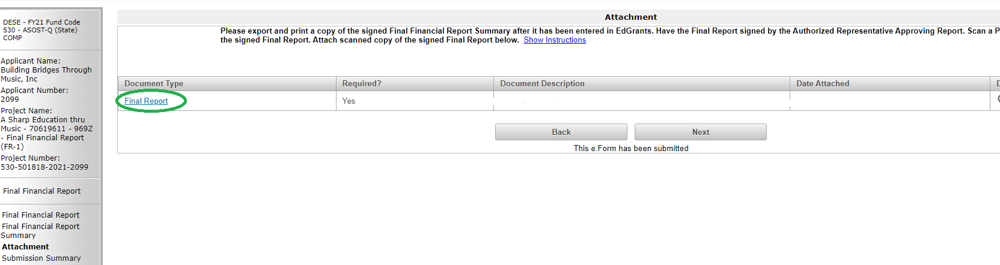 DESE - FY21 Fund Code
530 - ASOST-Q (State)
COMP
Applicant Name:
Building Bridges Through
Music, Inc
Applicant Number:
2099
Project Name:
A Sharp Education thru
Music - 70619611 - 969Z
- Final Financial Report
(FR-1)
Project Number:
530-501818-2021-2099
Final Financial Report
Final Financial Report
Final Financial Report
Summary
Attachment
Submission Summary
Attachment
Please export and print a copy of the signed Final Financial Report Summary after it has been entered in EdGrants. Have the Final Report signed by the Authorized Representative Approving Report. Scan a P
the signed Final Report. Attach scanned copy of the signed Final Report below. Show Instructions
Document Type Required? Document Description Date Attached
Final Report Yes
Back Next
This e.Form has been submitted